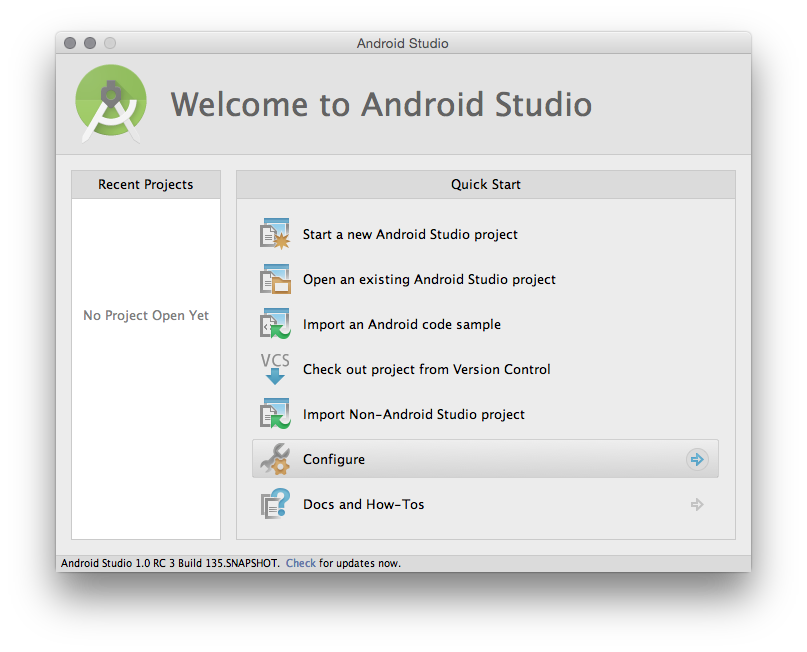 Android Studio
Welcome to Android Studio
Recent Projects
No Project Open Yet
Quick Start
Start a new Android Studio project
Open an existing Android Studio project
Import an Android code sample
VCS
Check out project from Version Control
Import Non-Android Studio project
Configure
Docs and How-Tos
Android Studio 1.0 RC 3 Build 135.SNAPSHOT. Check for updates now.